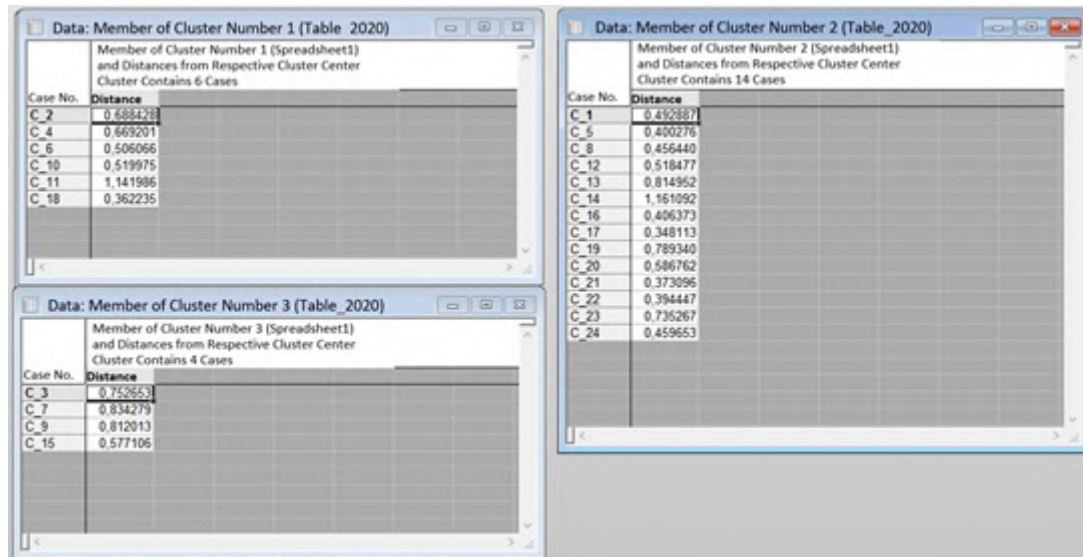 Data: Member of Cluster Number 1 (Table 2020)
Member of Cluster Number 1 (Spreadsheet1)
and Distances from Respective Cluster Center
Cluster Contains 6 Cases
Case No. Distance
C_2 0,688428
C_4 0,669201
C_6 0,506066
C_10 0,519975
C_11 1,141986
C_18 0,362235
Data: Member of Cluster Number 3 (Table_2020)
Member of Cluster Number 3 (Spreadsheet1)
and Distances from Respective Cluster Center
Cluster Contains 4 Cases
Case No. Distance
C_3 0,752653
C_7 0,834279
C_9 0,812013
C_15 0,577106
Data: Member of Cluster Number 2 (Table_2020)
Member of Cluster Number 2 (Spreadsheet1)
and Distances from Respective Cluster Center
Cluster Contains 14 Cases
Case No. Distance
C_1 0,492887
C_5 0,400276
C_8 0,456440
C_12 0,518477
C_13 0,814952
C_14 1,161092
C_16 0,406373
C_17 0,348113
C_19 0,789340
C_20 0,586762
C_21 0,373096
C_22 0,394447
C_23 0,735267
C_24 0,459653